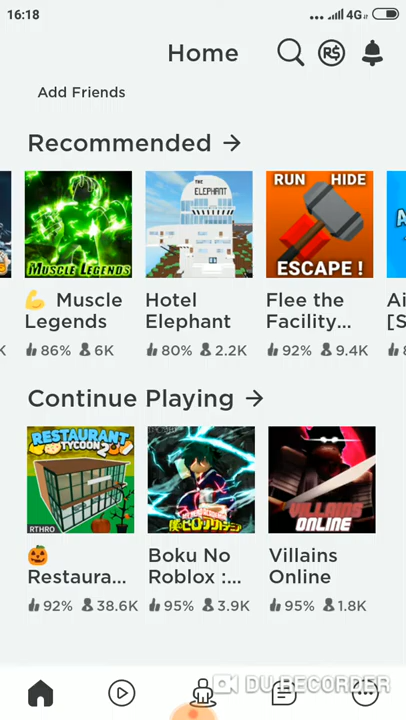 16:18
4G
Home
Add Friends
Recommended →
MUSCLE LEGENDS
THE
ELEPHANT
RUN HIDE
ESCAPE !
💪 Muscle
Legends
Hotel
Elephant
Flee the
Facility...
Ai
[S
K
86% 6K
80% 2.2K
92% 9.4K
Continue Playing →
RESTAURANT
TYCOON 2
RTHRO
VILLAINS
ONLINE
🎃
Restaura...
Boku No
Roblox :...
Villains
Online
92% 38.6K
95% 3.9K
95% 1.8K
DU RECORDER